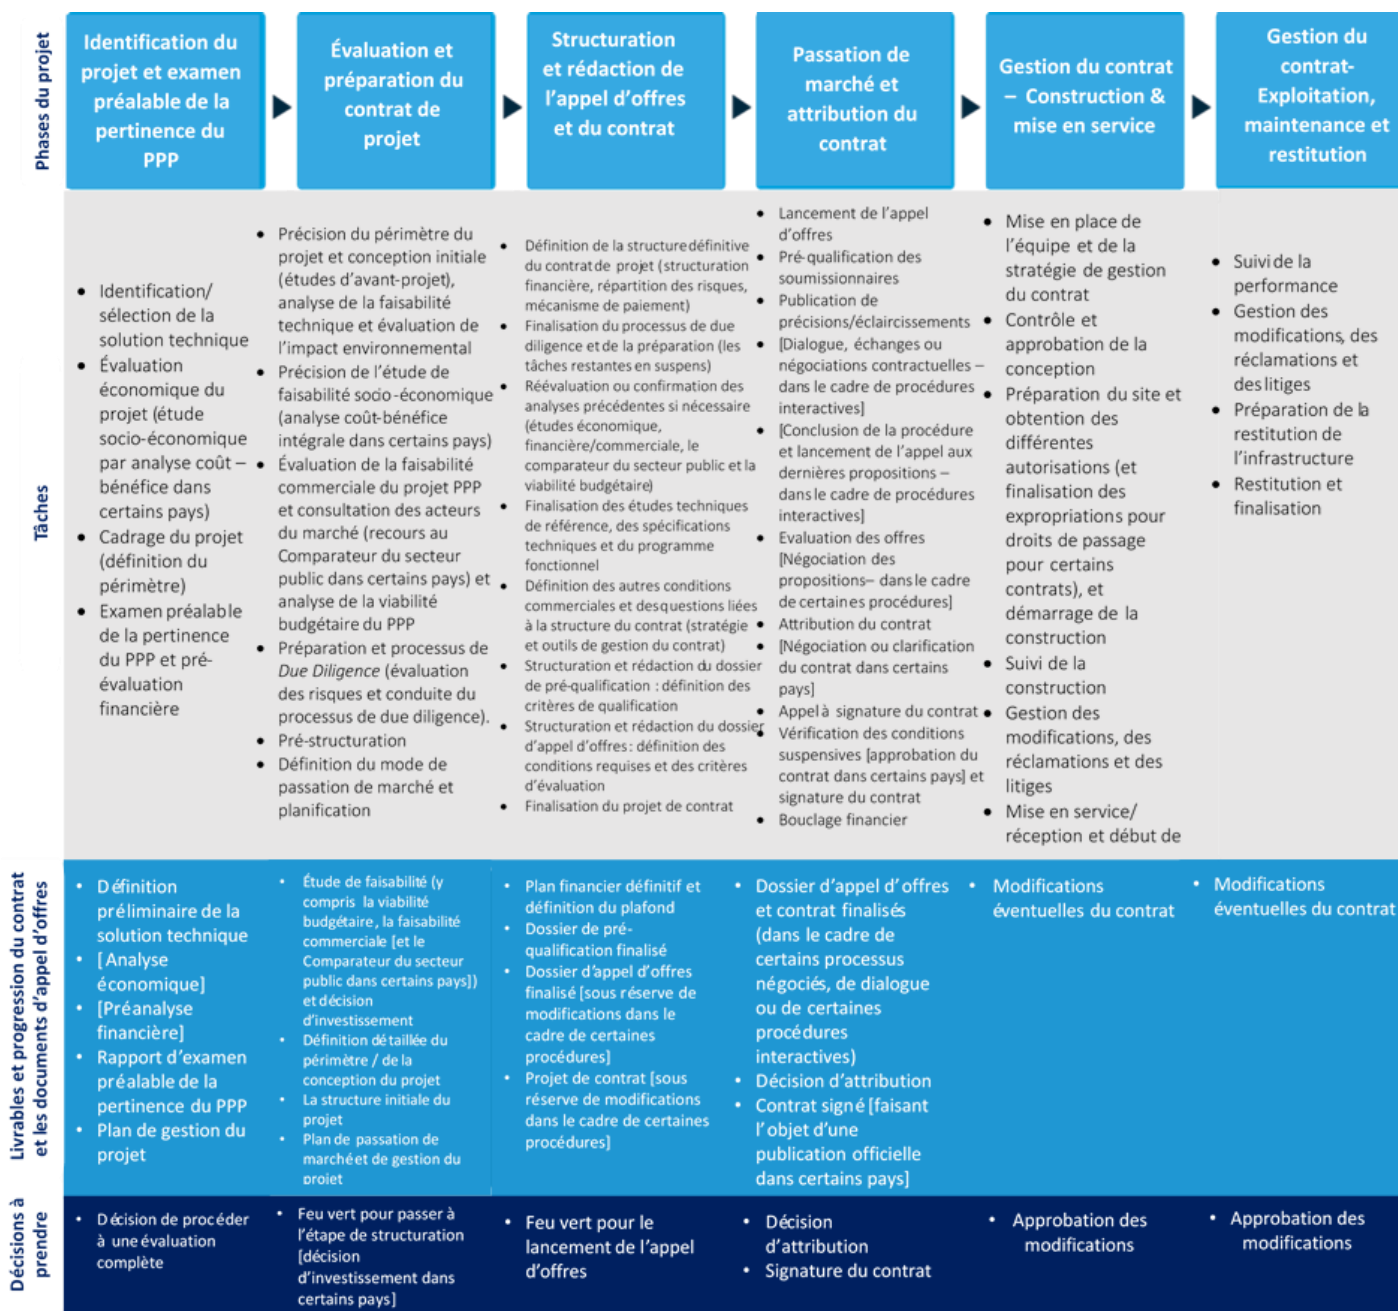 Phases du projet
Identification du
projet et examen
préalable de la
pertinence du
PPP
Évaluation et
préparation du
contrat de
projet
Structuration
et rédaction de
l’appel d’offres
et du contrat
Passation de
marché et
attribution du
contrat
Gestion du contrat
– Construction &
mise en service
Gestion du
contrat-
Exploitation,
maintenance et
restitution
Tâches
• Identification/
sélection de la
solution technique
• Évaluation
économique du
projet (étude
socio-économique
par analyse coût –
bénéfice dans
certains pays)
• Cadrage du projet
(définition du
périmètre)
• Examen préalable
de la pertinence
du PPP et pré-
évaluation
financière
• Précision du périmètre du
projet et conception initiale
(études d’avant-projet),
analyse de la faisabilité
technique et évaluation de
l’impact environnemental
• Précision de l’étude de
faisabilité socio-économique
(analyse coût-bénéfice
intégrale dans certains pays)
• Évaluation de la faisabilité
commerciale du projet PPP
et consultation des acteurs
du marché (recours au
Comparateur du secteur
public dans certains pays) et
analyse de la viabilité
budgétaire du PPP
• Préparation et processus de
Due Diligence (évaluation
des risques et conduite du
processus de due diligence).
• Pré-structuration
• Définition du mode de
passation de marché et
planification
• Définition de la structure définitive
du contrat de projet (structuration
financière, répartition des risques,
mécanisme de paiement)
• Finalisation du processus de due
diligence et de la préparation (les
tâches restantes en suspens)
• Réévaluation ou confirmation des
analyses précédentes si nécessaire
(études économique,
financière/commerciale, le
comparateur du secteur public et la
viabilité budgétaire)
• Finalisation des études techniques
de référence, des spécifications
techniques et du programme
fonctionnel
• Définition des autres conditions
commerciales et des questions liées
à la structure du contrat (stratégie
et outils de gestion du contrat)
• Structuration et rédaction du dossier
de pré-qualification : définition des
critères de qualification
• Structuration et rédaction du dossier
d’appel d’offres : définition des
conditions requises et des critères
d’évaluation
• Finalisation du projet de contrat
• Lancement de l’appel
d’offres
• Pré-qualification des
soumissionnaires
• Publication de
précisions/éclaircissements
• [Dialogue, échanges ou
négociations contractuelles –
dans le cadre de procédures
interactives]
• [Conclusion de la procédure
et lancement de l’appel aux
dernières propositions –
dans le cadre de procédures
interactives]
• Evaluation des offres
[Négociation des
propositions– dans le cadre
de certaines procédures]
• Attribution du contrat
• [Négociation ou clarification
du contrat dans certains
pays]
• Appel à signature du contrat
• Vérification des conditions
suspensives [approbation du
contrat dans certains pays] et
signature du contrat
• Bouclage financier
• Mise en place de
l’équipe et de la
stratégie de gestion
du contrat
• Contrôle et
approbation de la
conception
• Préparation du site et
obtention des
différentes
autorisations (et
finalisation des
expropriations pour
droits de passage
pour certains
contrats), et
démarrage de la
construction
• Suivi de la
construction
• Gestion des
modifications, des
réclamations et des
litiges
• Mise en service/
réception et début de
• Suivi de la
performance
• Gestion des
modifications, des
réclamations et
des litiges
• Préparation de la
restitution de
l’infrastructure
• Restitution et
finalisation
Livrables et progression du contrat
et les documents d’appel d’offres
• Définition
préliminaire de la
solution technique
• [Analyse
économique]
• [Préanalyse
financière]
• Rapport d’examen
préalable de la
pertinence du PPP
• Plan de gestion du
projet
• Étude de faisabilité (y
compris la viabilité
budgétaire, la faisabilité
commerciale [et le
Comparateur du secteur
public dans certains pays])
et décision
d’investissement
• Définition détaillée du
périmètre / de la
conception du projet
• La structure initiale du
projet
• Plan de passation de
marché et de gestion du
projet
• Plan financier définitif et
définition du plafond
• Dossier de pré-
qualification finalisé
• Dossier d’appel d’offres
finalisé [sous réserve de
modifications dans le
cadre de certaines
procédures]
• Projet de contrat [sous
réserve de modifications
dans le cadre de certaines
procédures]
• Dossier d’appel d’offres
et contrat finalisés
(dans le cadre de
certains processus
négociés, de dialogue
ou de certaines
procédures
interactives)
• Décision d’attribution
• Contrat signé [faisant
l’objet d’une
publication officielle
dans certains pays]
• Modifications
éventuelles du contrat
• Modifications
éventuelles du contrat
Décisions à
prendre
• Décision de procéder
à une évaluation
complète
• Feu vert pour passer à
l’étape de structuration
[décision
d’investissement dans
certains pays]
• Feu vert pour le
lancement de l’appel
d’offres
• Décision
d’attribution
• Signature du contrat
• Approbation des
modifications
• Approbation des
modifications